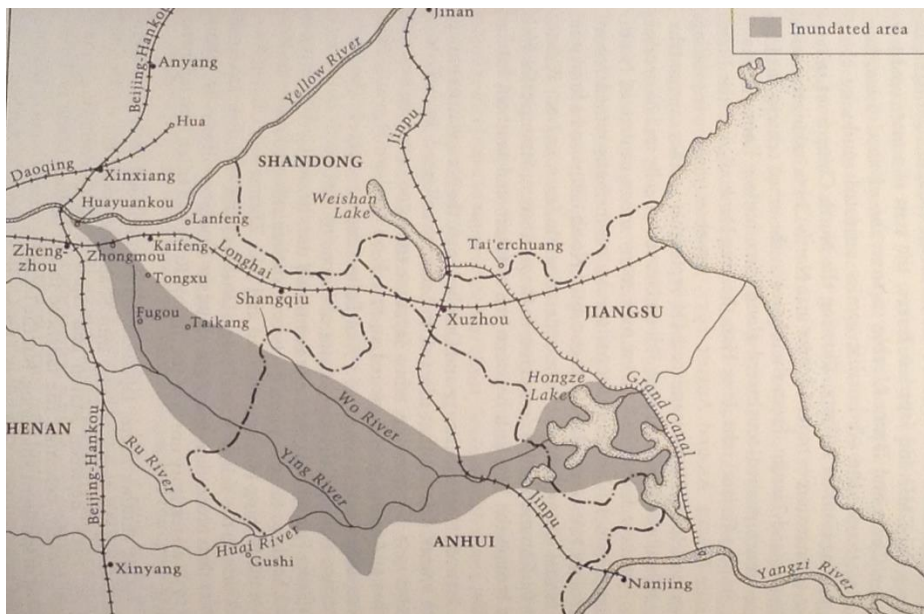 Inundated area
Jinan
Beijing-Hankou
Anyang
Yellow River
Hua
Jinpu
Daoqing
Xinxiang
SHANDONG
Weishan
Lake
Huayuankou
Lanfeng
Zheng-
zhou
Zhongmou
Kaifeng
Longhai
Tai'erchuang
Tongxu
Shangqiu
Xuzhou
JIANGSU
Fugou
Taikang
Hongze
Lake
Grand Canal
Wo River
HENAN
Ru River
Ying River
Beijing-Hankou
Jinpu
Huai River
Gushi
ANHUI
Xinyang
Nanjing
Yangzi River